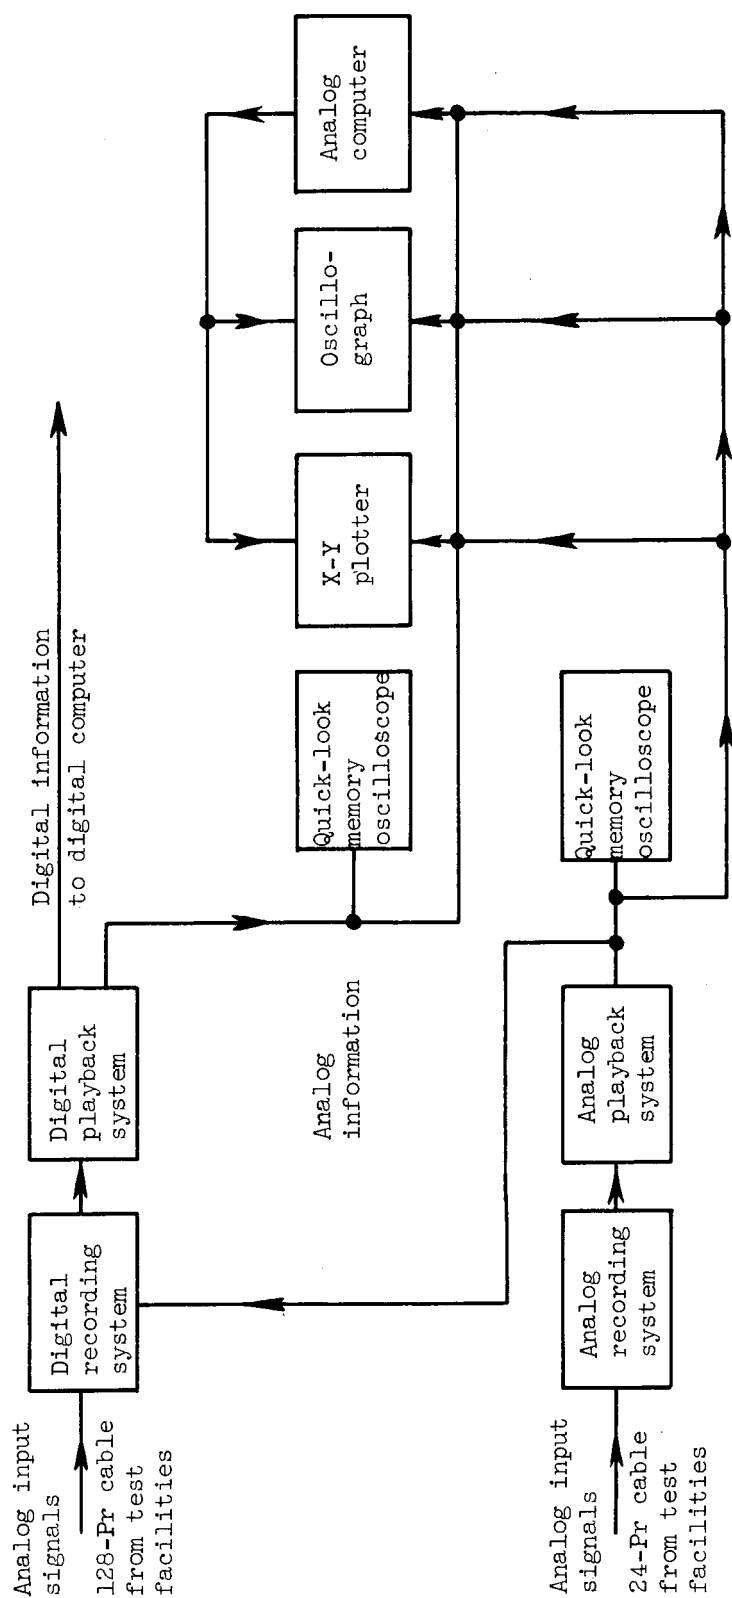 Analog input
signals
128-Pr cable
from test
facilities
Digital
recording
system
Digital
playback
system
Digital information
to digital computer
Analog
information
Quick-look
memory
oscilloscope
X-Y
plotter
Oscillo-
graph
Analog
computer
Analog input
signals
24-Pr cable
from test
facilities
Analog
recording
system
Analog
playback
system
Quick-look
memory
oscilloscope